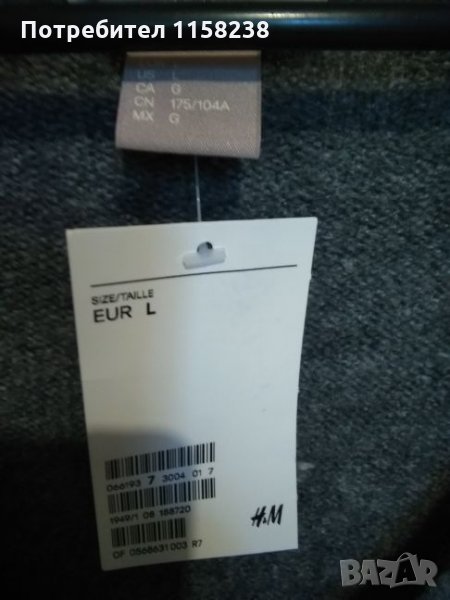 Потребител 1158238
US L
CA G
CN 175/104A
MX G
SIZE/TAILLE
EUR L
066193 7 3004 01 7
1949/1 08 188720
OF 0568631003 R7
H&M
BAZAR